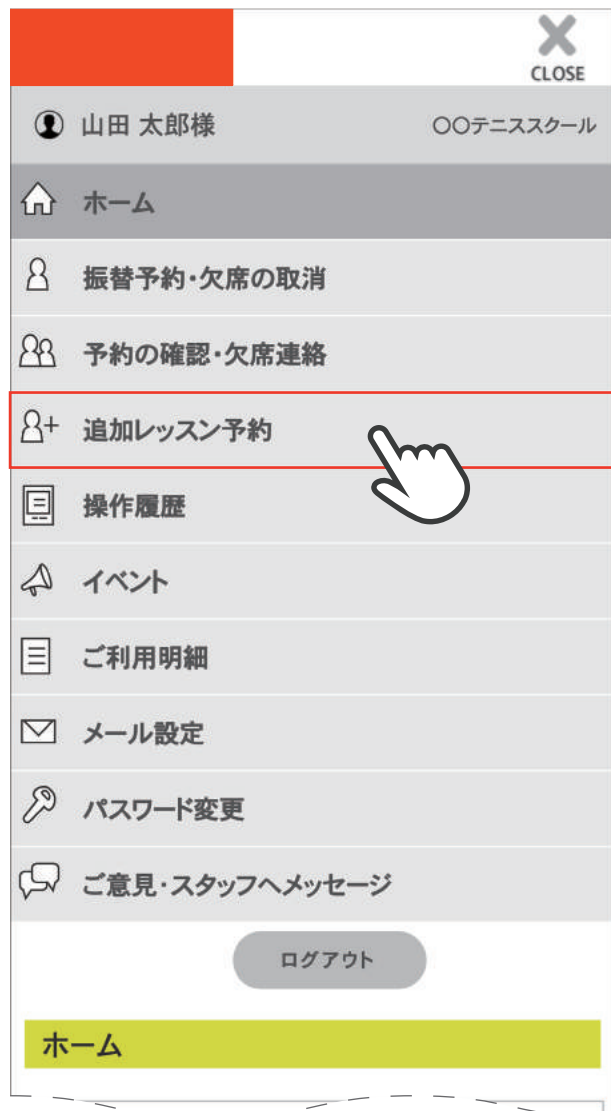 CLOSE
山田 太郎様 〇〇テニススクール
ホーム
振替予約・欠席の取消
予約の確認・欠席連絡
追加レッスン予約
操作履歴
イベント
ご利用明細
メール設定
パスワード変更
ご意見・スタッフへメッセージ
ログアウト
ホーム